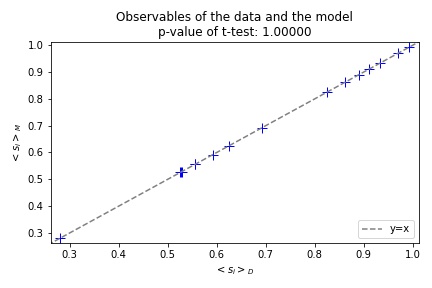 Observables of the data and the model
p-value of t-test: 1.00000
1.0
0.9
0.8
0.7
0.6
0.5
0.4
0.3
< s_i >_M
0.3 0.4 0.5 0.6 0.7 0.8 0.9 1.0
< s_i >_D
y=x